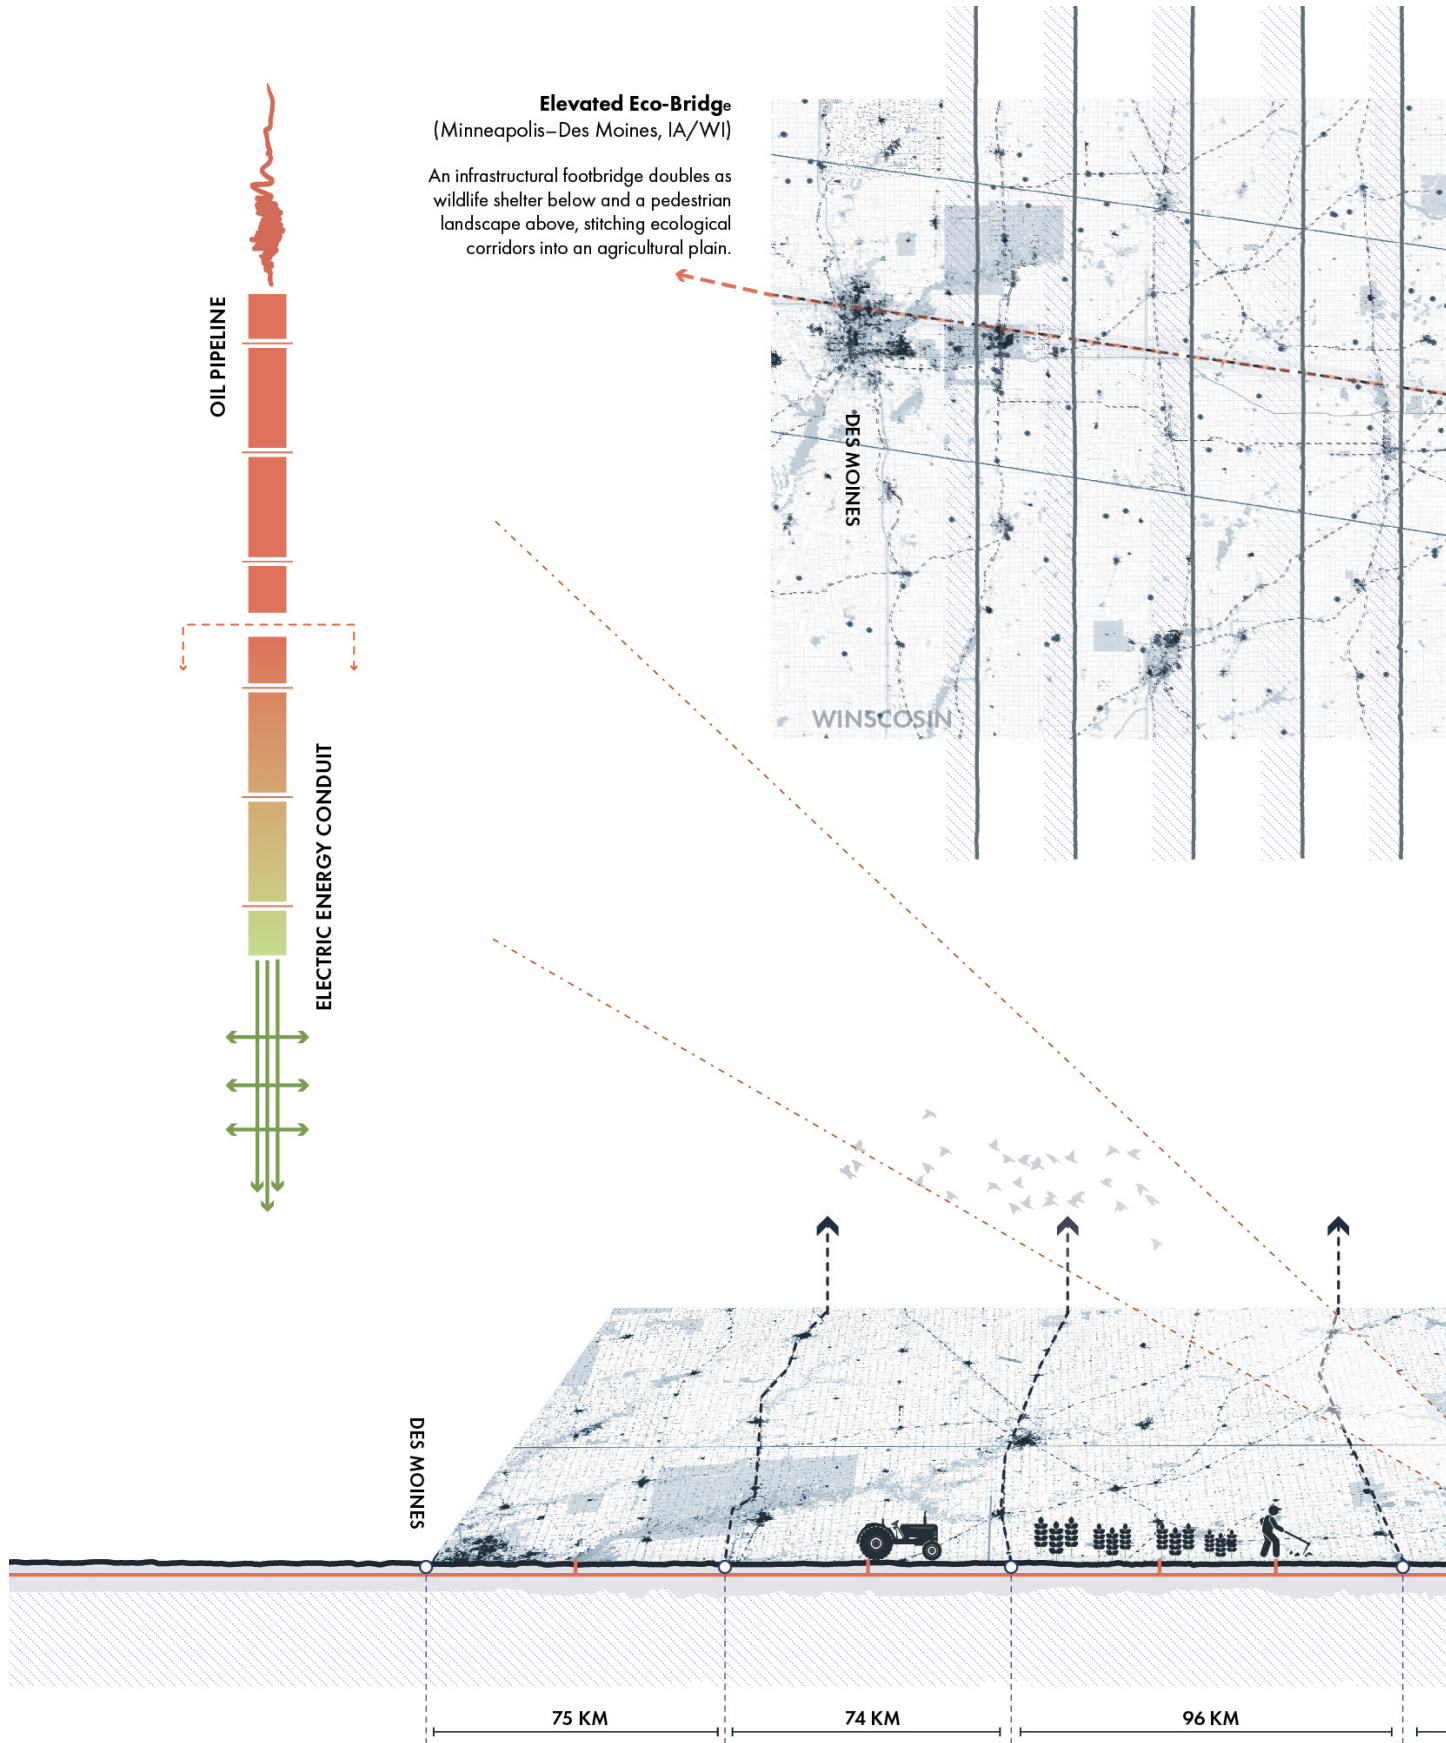 Elevated Eco-Bridge
(Minneapolis–Des Moines, IA/WI)
An infrastructural footbridge doubles as
wildlife shelter below and a pedestrian
landscape above, stitching ecological
corridors into an agricultural plain.
OIL PIPELINE
ELECTRIC ENERGY CONDUIT
DES MOINES
WINSCOSIN
DES MOINES
75 KM
74 KM
96 KM